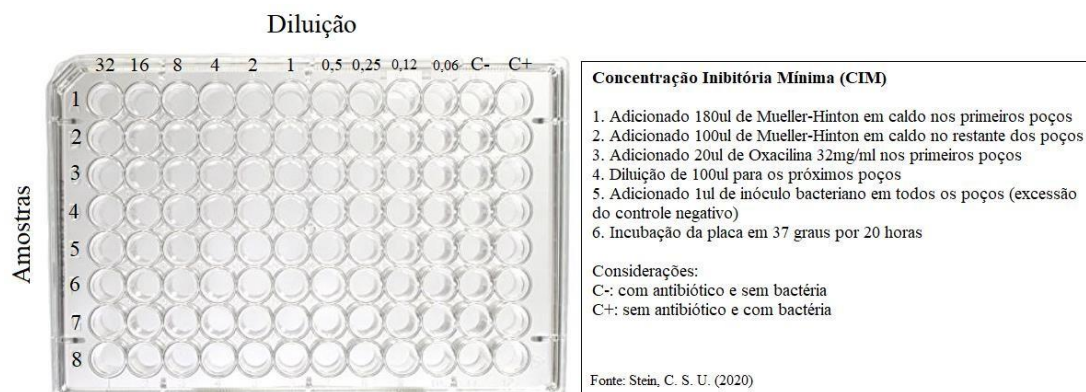 Diluição
32 16 8 4 2 1 0,5 0,25 0,12 0,06 C- C+
Amostras
1
2
3
4
5
6
7
8
Concentração Inibitória Mínima (CIM)
1. Adicionado 180ul de Mueller-Hinton em caldo nos primeiros poços
2. Adicionado 100ul de Mueller-Hinton em caldo no restante dos poços
3. Adicionado 20ul de Oxacilina 32mg/ml nos primeiros poços
4. Diluição de 100ul para os próximos poços
5. Adicionado 1ul de inóculo bacteriano em todos os poços (excessão
do controle negativo)
6. Incubação da placa em 37 graus por 20 horas
Considerações:
C-: com antibiótico e sem bactéria
C+: sem antibiótico e com bactéria
Fonte: Stein, C. S. U. (2020)